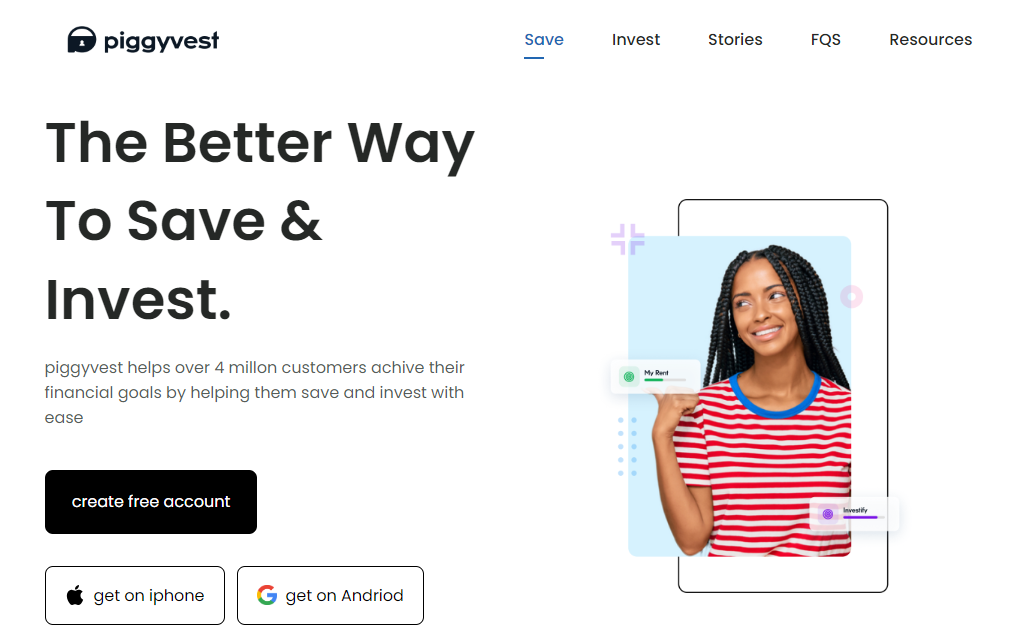 piggyvest
Save Invest Stories FQS Resources
The Better Way
To Save &
Invest.
piggyvest helps over 4 millon customers achive their
financial goals by helping them save and invest with
ease
create free account
get on iphone
get on Andriod
My Rent
Investify